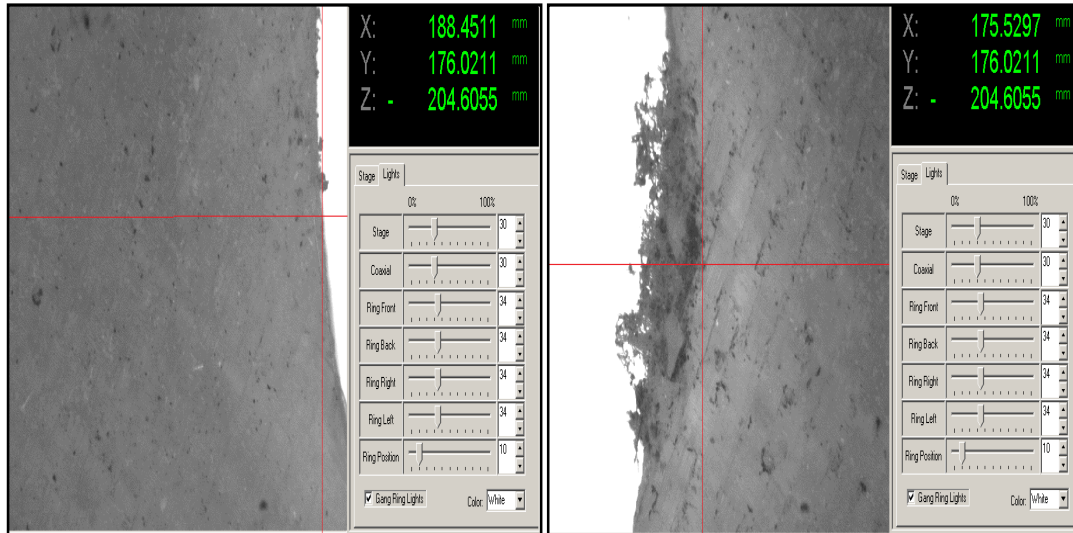 X: 188.4511 mm
Y: 176.0211 mm
Z: - 204.6055 mm
Stage Lights
0% 100%
Stage 30
Coaxial 30
Ring Front 34
Ring Back 34
Ring Right 34
Ring Left 34
Ring Position 10
Gang Ring Lights Color: White
X: 175.5297 mm
Y: 176.0211 mm
Z: - 204.6055 mm
Stage Lights
0% 100%
Stage 30
Coaxial 30
Ring Front 34
Ring Back 34
Ring Right 34
Ring Left 34
Ring Position 10
Gang Ring Lights Color: White